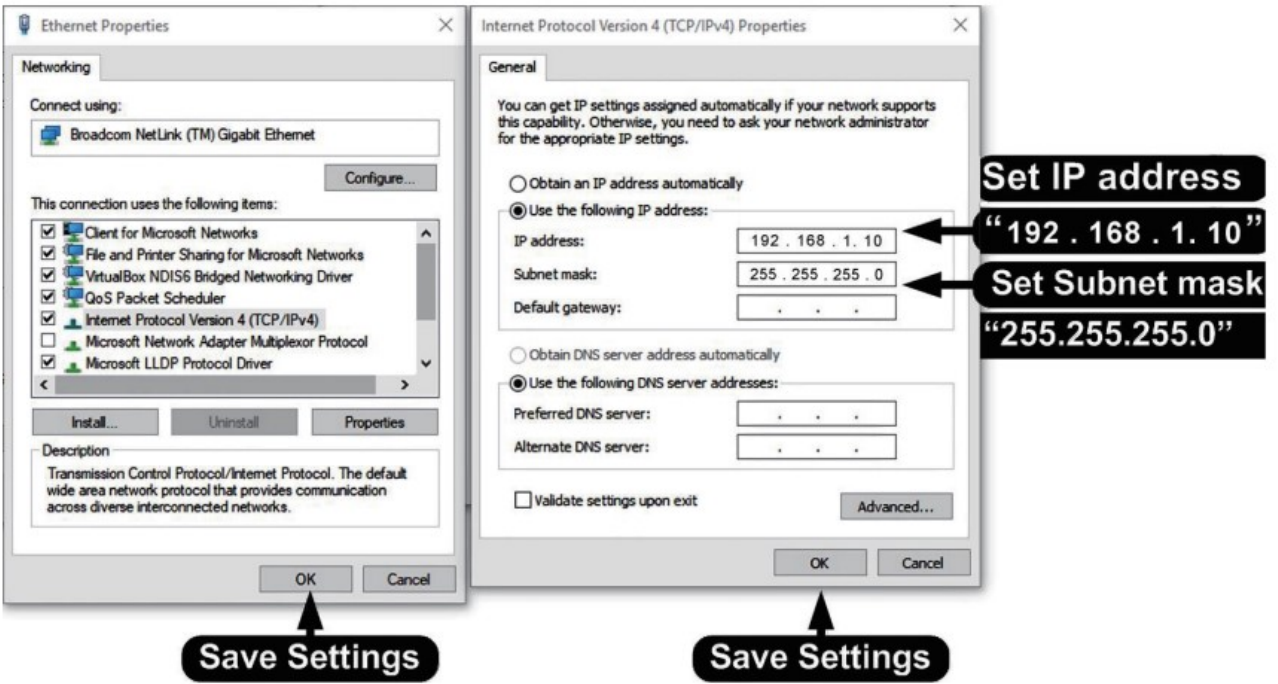 Ethernet Properties
Networking
Connect using:
Broadcom NetLink (TM) Gigabit Ethernet
Configure...
This connection uses the following items:
Client for Microsoft Networks
File and Printer Sharing for Microsoft Networks
VirtualBox NDIS6 Bridged Networking Driver
QoS Packet Scheduler
Internet Protocol Version 4 (TCP/IPv4)
Microsoft Network Adapter Multiplexor Protocol
Microsoft LLDP Protocol Driver
Install...
Uninstall
Properties
Description
Transmission Control Protocol/Internet Protocol. The default
wide area network protocol that provides communication
across diverse interconnected networks.
OK
Cancel
Save Settings
Internet Protocol Version 4 (TCP/IPv4) Properties
General
You can get IP settings assigned automatically if your network supports
this capability. Otherwise, you need to ask your network administrator
for the appropriate IP settings.
Obtain an IP address automatically
Use the following IP address:
IP address:
192 . 168 . 1. 10
Subnet mask:
255 . 255 . 255 . 0
Default gateway:
. . .
Obtain DNS server address automatically
Use the following DNS server addresses:
Preferred DNS server:
. . .
Alternate DNS server:
. . .
Validate settings upon exit
Advanced...
OK
Cancel
Save Settings
Set IP address
“192 . 168 . 1. 10”
Set Subnet mask
“255.255.255.0”